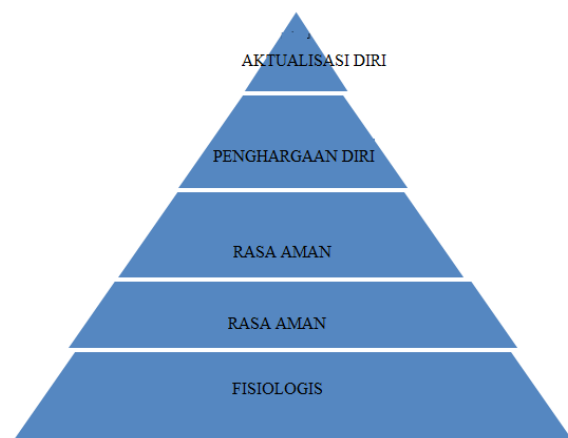 AKTUALISASI DIRI
PENGHARGAAN DIRI
RASA AMAN
RASA AMAN
FISIOLOGIS